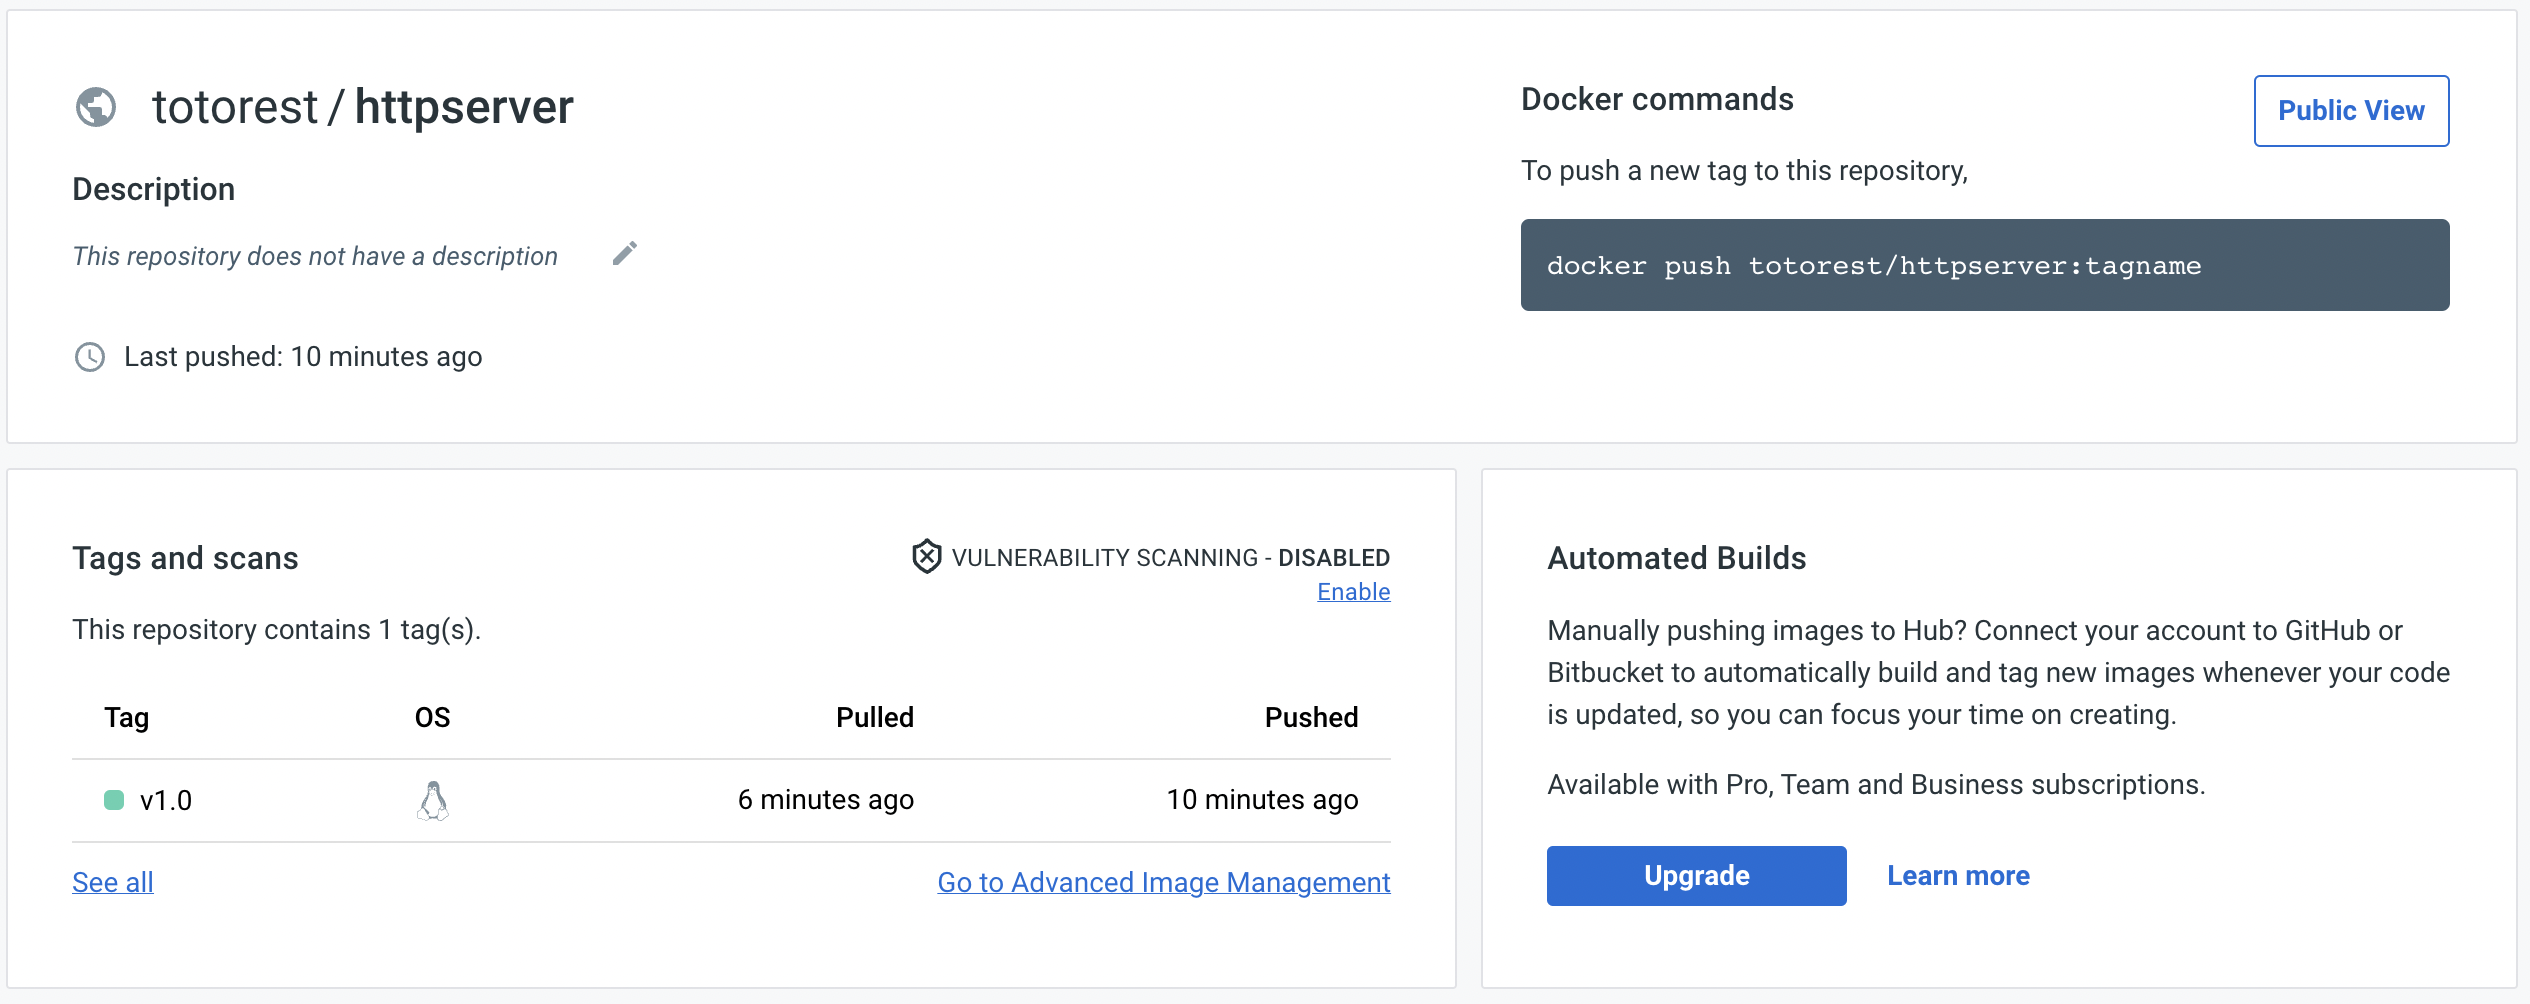 totorest / httpserver
Description
This repository does not have a description
Last pushed: 10 minutes ago
Docker commands
Public View
To push a new tag to this repository,
docker push totorest/httpserver:tagname
Tags and scans
VULNERABILITY SCANNING - DISABLED
Enable
This repository contains 1 tag(s).
Tag OS Pulled Pushed
v1.0 6 minutes ago 10 minutes ago
See all
Go to Advanced Image Management
Automated Builds
Manually pushing images to Hub? Connect your account to GitHub or
Bitbucket to automatically build and tag new images whenever your code
is updated, so you can focus your time on creating.
Available with Pro, Team and Business subscriptions.
Upgrade
Learn more